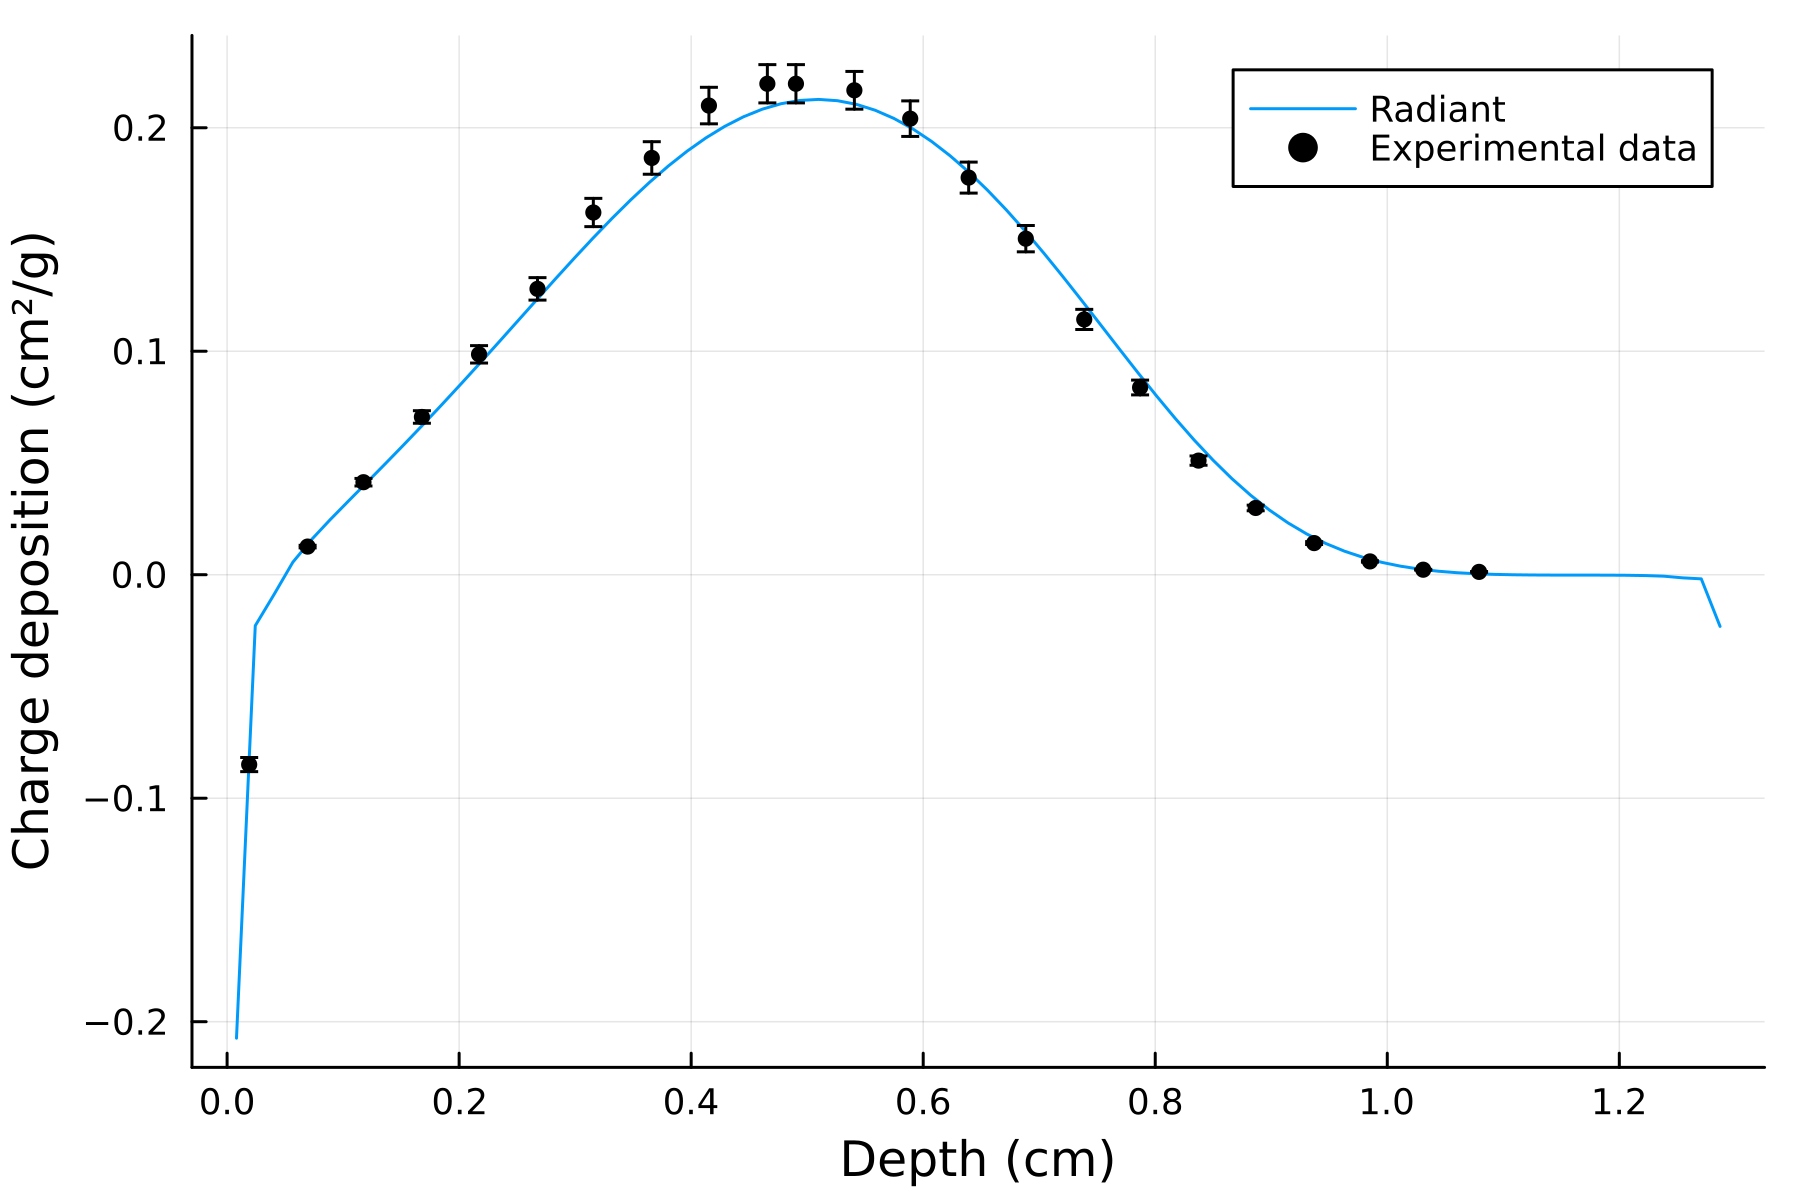 Charge deposition (cm²/g)
0.2
0.1
0.0
−0.1
−0.2
Radiant
Experimental data
0.0 0.2 0.4 0.6 0.8 1.0 1.2
Depth (cm)